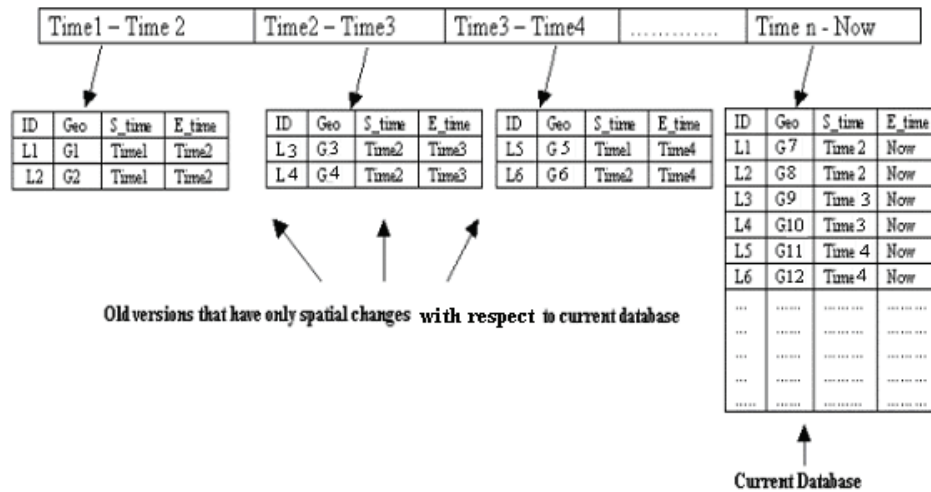 Time1 – Time 2 Time2 – Time3 Time3 – Time4 ………….. Time n - Now
ID Geo S_time E_time
L1 G1 Time1 Time2
L2 G2 Time1 Time2
ID Geo S_time E_time
L3 G3 Time2 Time3
L4 G4 Time2 Time3
ID Geo S_time E_time
L5 G5 Time1 Time4
L6 G6 Time2 Time4
ID Geo S_time E_time
L1 G7 Time 2 Now
L2 G8 Time 2 Now
L3 G9 Time 3 Now
L4 G10 Time3 Now
L5 G11 Time 4 Now
L6 G12 Time4 Now
... ...... ........ ........
... ...... ........ ........
... ...... ........ ........
... ...... ........ ........
..... ...... ........ ........
Old versions that have only spatial changes with respect to current database
Current Database